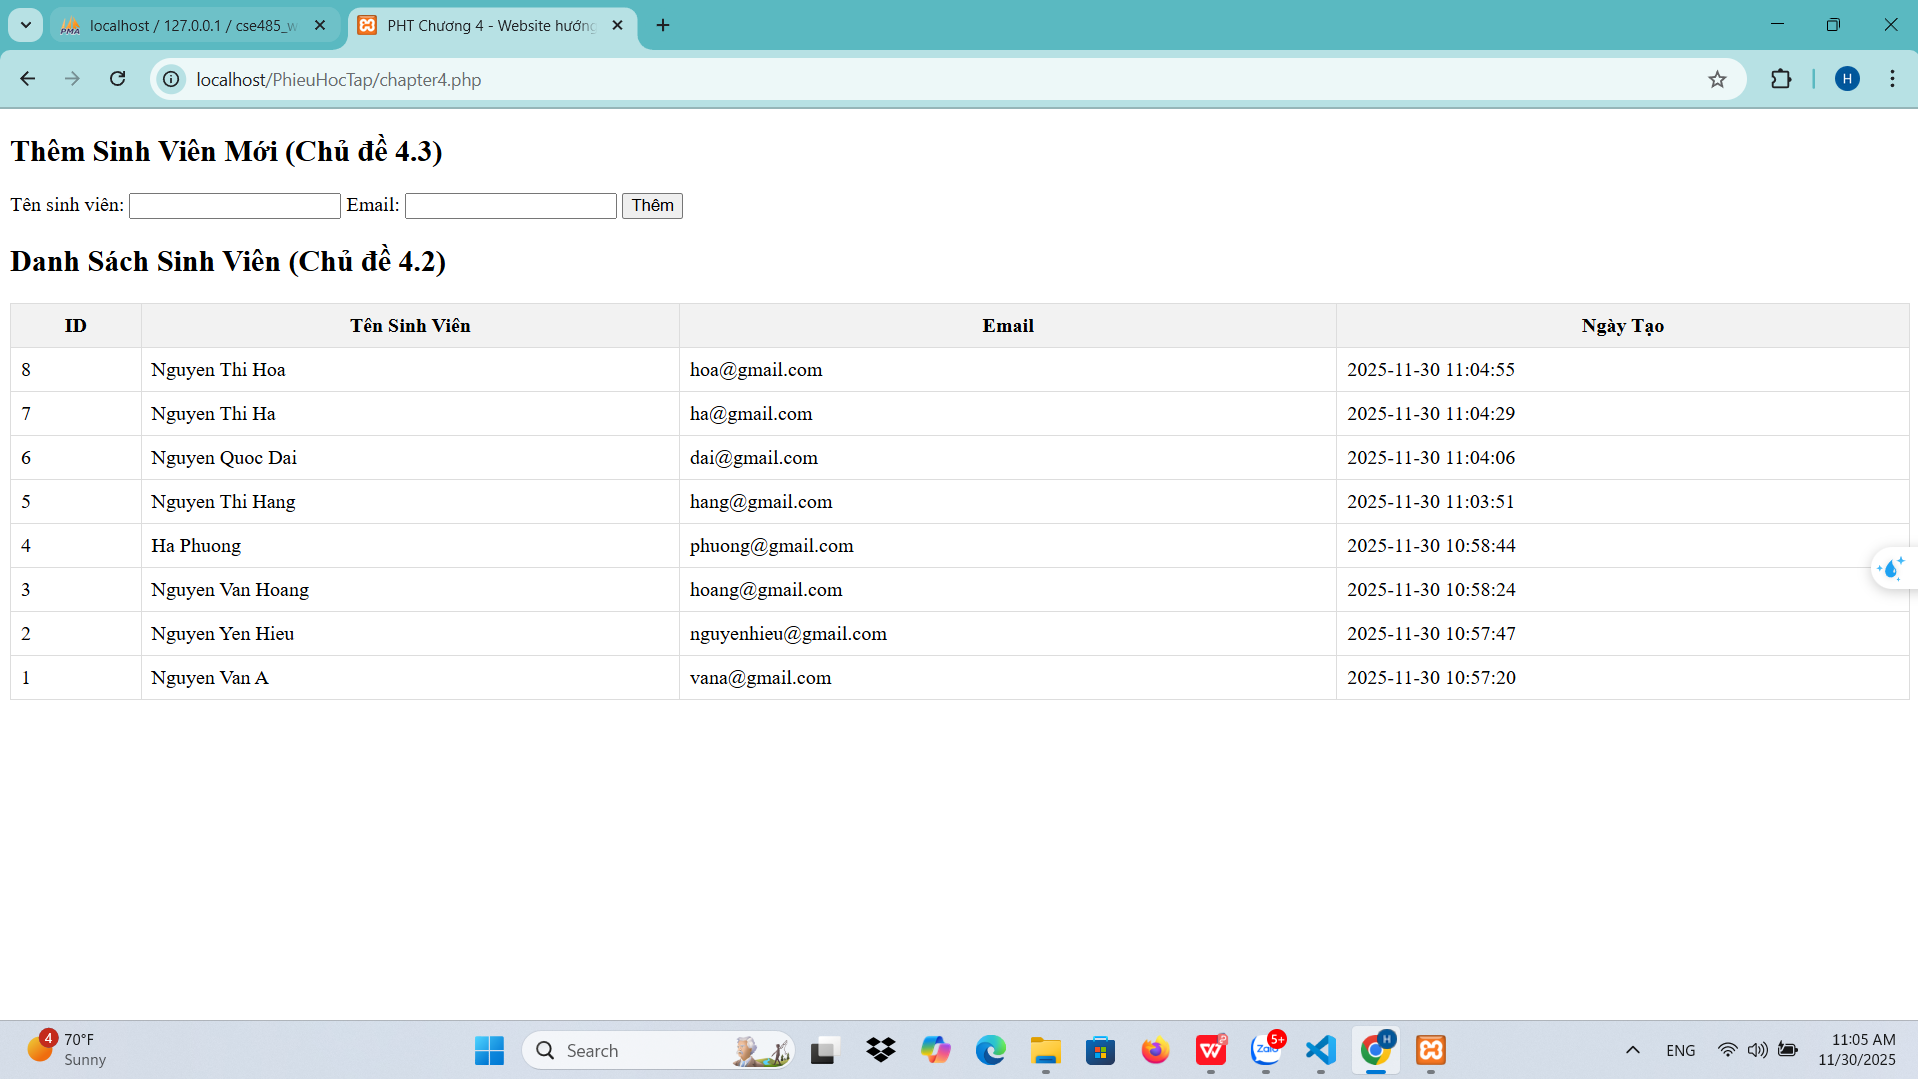 localhost / 127.0.0.1 / cse485_w
PHT Chương 4 - Website hướng
localhost/PhieuHocTap/chapter4.php
H
Thêm Sinh Viên Mới (Chủ đề 4.3)
Tên sinh viên: Email: Thêm
Danh Sách Sinh Viên (Chủ đề 4.2)
ID Tên Sinh Viên Email Ngày Tạo
8 Nguyen Thi Hoa hoa@gmail.com 2025-11-30 11:04:55
7 Nguyen Thi Ha ha@gmail.com 2025-11-30 11:04:29
6 Nguyen Quoc Dai dai@gmail.com 2025-11-30 11:04:06
5 Nguyen Thi Hang hang@gmail.com 2025-11-30 11:03:51
4 Ha Phuong phuong@gmail.com 2025-11-30 10:58:44
3 Nguyen Van Hoang hoang@gmail.com 2025-11-30 10:58:24
2 Nguyen Yen Hieu nguyenhieu@gmail.com 2025-11-30 10:57:47
1 Nguyen Van A vana@gmail.com 2025-11-30 10:57:20
4 70°F
Sunny
Search
Zalo 5+
H
ENG
11:05 AM
11/30/2025